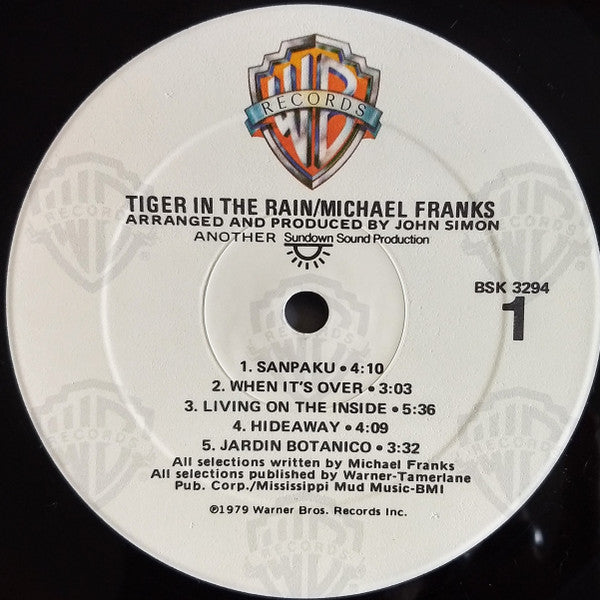 WB
RECORDS
TIGER IN THE RAIN/MICHAEL FRANKS
ARRANGED AND PRODUCED BY JOHN SIMON
ANOTHER Sundown Sound Production
BSK 3294
1
1. SANPAKU • 4:10
2. WHEN IT'S OVER • 3:03
3. LIVING ON THE INSIDE • 5:36
4. HIDEAWAY • 4:09
5. JARDIN BOTANICO • 3:32
All selections written by Michael Franks
All selections published by Warner-Tamerlane
Pub. Corp./Mississippi Mud Music-BMI
℗1979 Warner Bros. Records Inc.